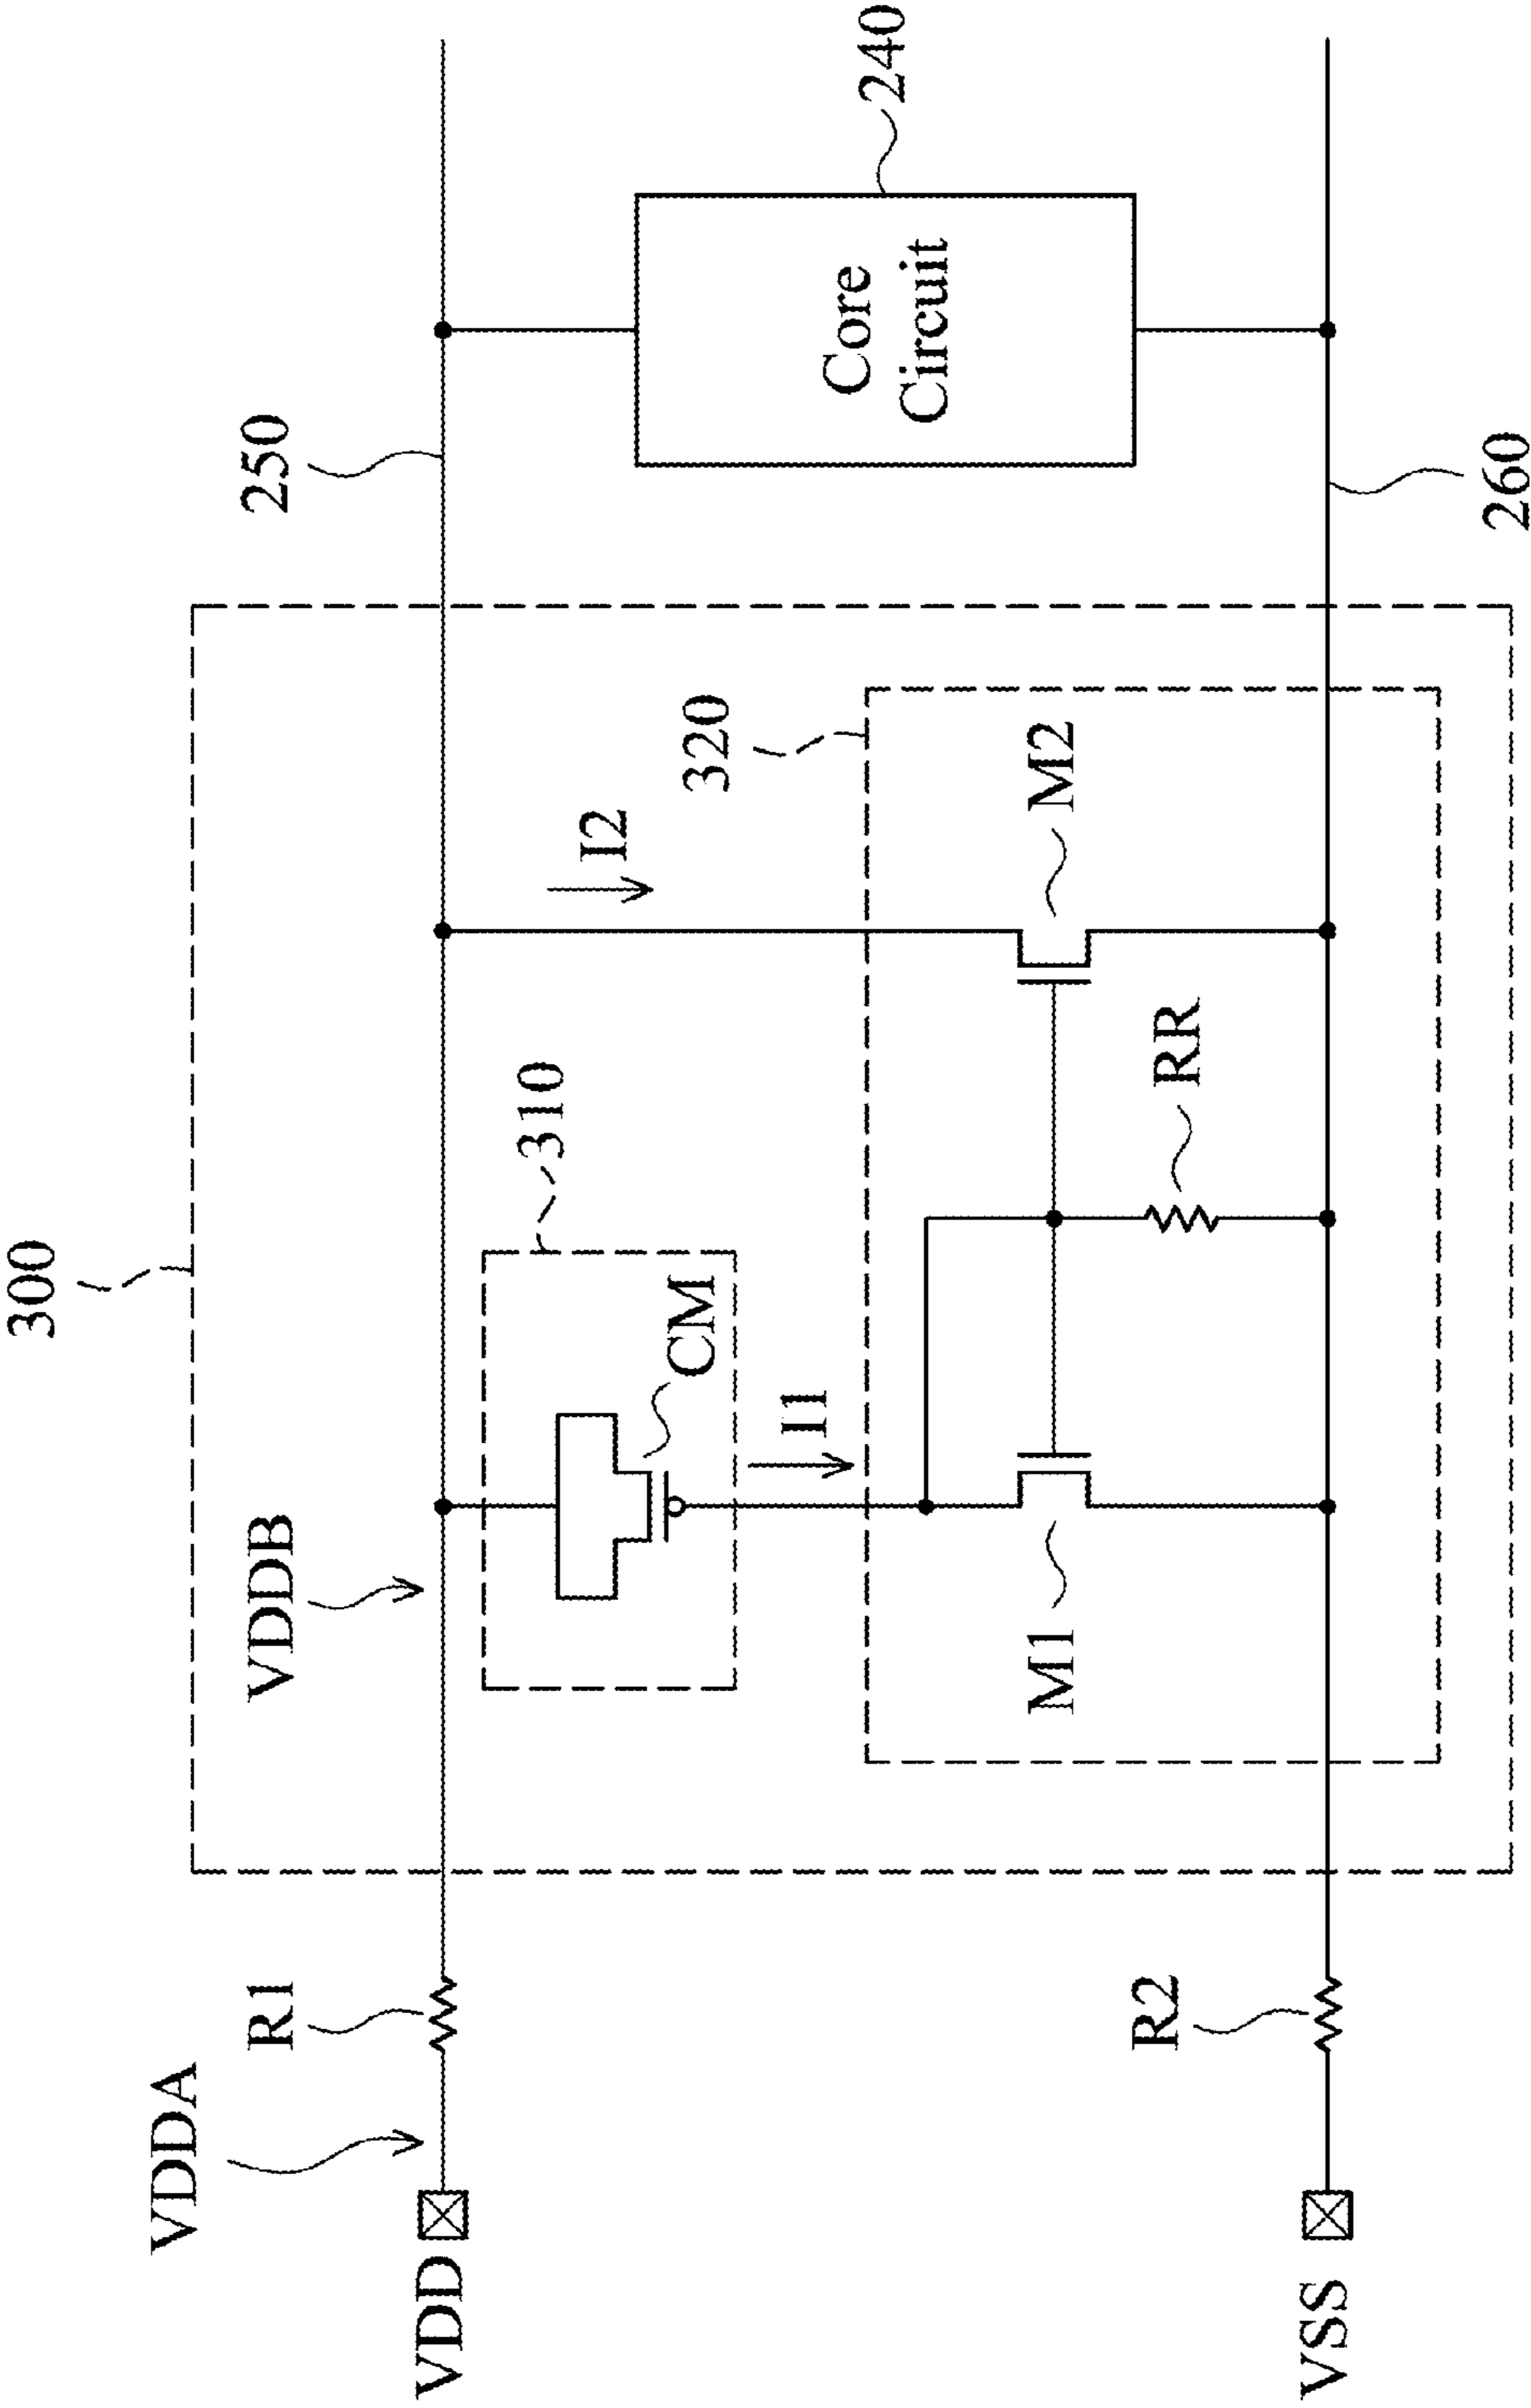 300
VDDA
VDDB
R1
250
VDD
310
I2
CM
320
I1
240
Core
Circuit
M1
M2
RR
R2
260
VSS